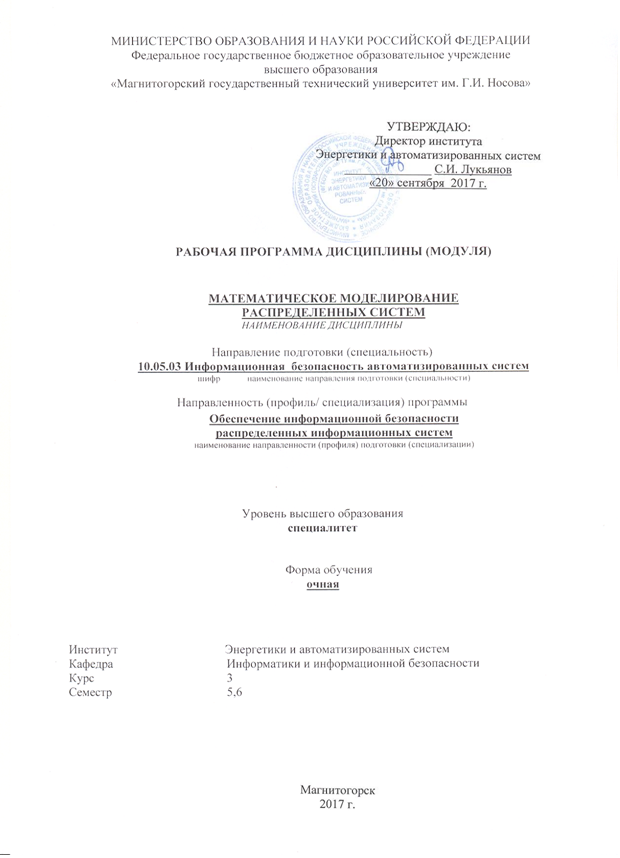 МИНИСТЕРСТВО ОБРАЗОВАНИЯ И НАУКИ РОССИЙСКОЙ ФЕДЕРАЦИИ
Федеральное государственное бюджетное образовательное учреждение
высшего образования
«Магнитогорский государственный технический университет им. Г.И. Носова»
УТВЕРЖДАЮ:
Директор института
Энергетики и автоматизированных систем
С.И. Лукьянов
«20» сентября 2017 г.
ЭНЕРГЕТИКИ
И АВТОМАТИЗИ
РОВАННЫХ
СИСТЕМ
РАБОЧАЯ ПРОГРАММА ДИСЦИПЛИНЫ (МОДУЛЯ)
МАТЕМАТИЧЕСКОЕ МОДЕЛИРОВАНИЕ
РАСПРЕДЕЛЕННЫХ СИСТЕМ
НАИМЕНОВАНИЕ ДИСЦИПЛИНЫ
Направление подготовки (специальность)
10.05.03 Информационная безопасность автоматизированных систем
шифр наименование направления подготовки (специальности)
Направленность (профиль/ специализация) программы
Обеспечение информационной безопасности
распределенных информационных систем
наименование направленности (профиля) подготовки (специализации)
Уровень высшего образования
специалитет
Форма обучения
очная
Институт Энергетики и автоматизированных систем
Кафедра Информатики и информационной безопасности
Курс 3
Семестр 5,6
Магнитогорск
2017 г.